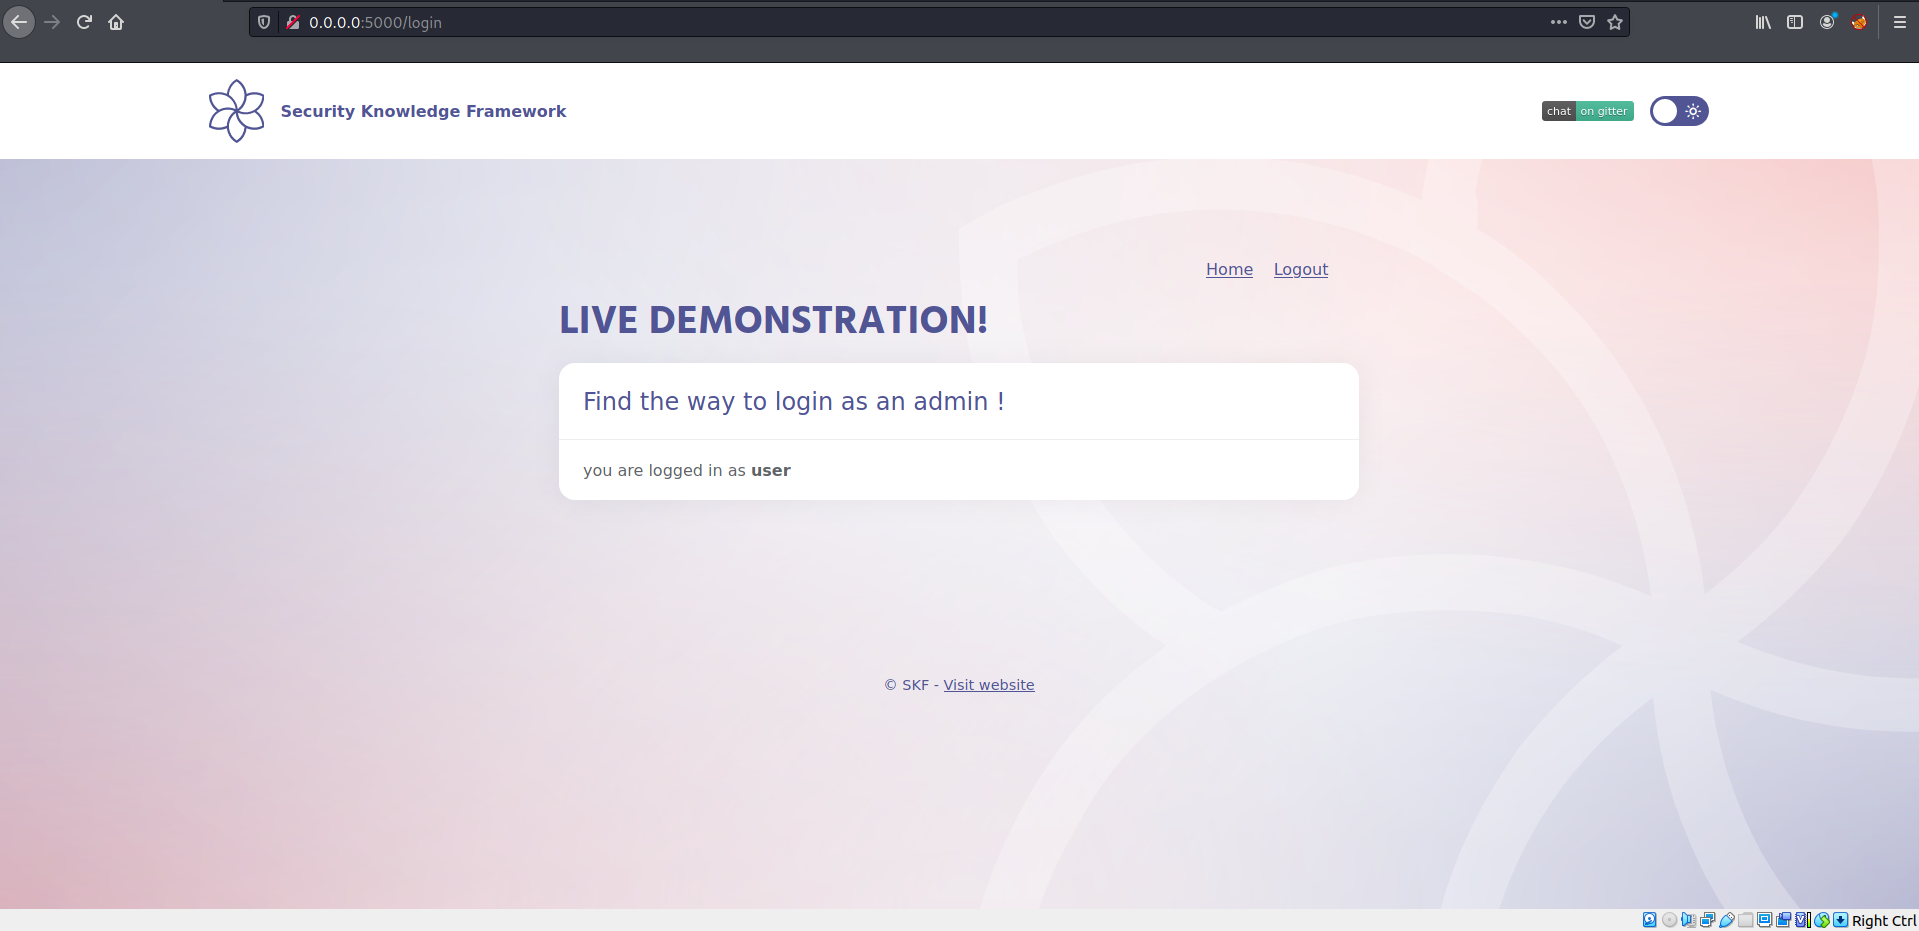 0.0.0.0:5000/login
Security Knowledge Framework
chat on gitter
Home Logout
LIVE DEMONSTRATION!
Find the way to login as an admin !
you are logged in as user
© SKF - Visit website
Right Ctrl